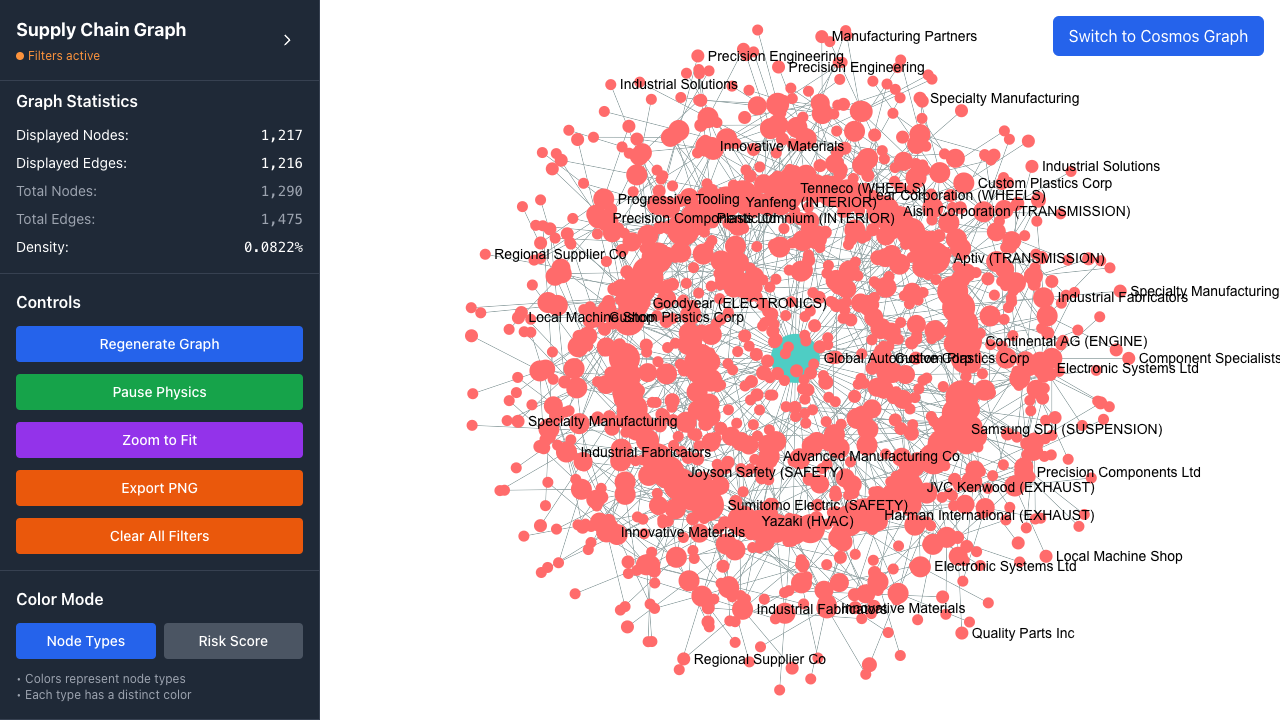 Supply Chain Graph
Filters active
Graph Statistics
Displayed Nodes: 1,217
Displayed Edges: 1,216
Total Nodes: 1,290
Total Edges: 1,475
Density: 0.0822%
Controls
Regenerate Graph
Pause Physics
Zoom to Fit
Export PNG
Clear All Filters
Color Mode
Node Types Risk Score
• Colors represent node types
• Each type has a distinct color
Switch to Cosmos Graph
Manufacturing Partners
Precision Engineering
Precision Engineering
Industrial Solutions
Specialty Manufacturing
Innovative Materials
Industrial Solutions
Custom Plastics Corp
Tenneco (WHEELS)
Lear Corporation (WHEELS)
Progressive Tooling
Yanfeng (INTERIOR)
Aisin Corporation (TRANSMISSION)
Precision Components Ltd
Plastic Omnium (INTERIOR)
Regional Supplier Co
Aptiv (TRANSMISSION)
Specialty Manufacturing
Industrial Fabricators
Goodyear (ELECTRONICS)
Local Machine Shop
Custom Plastics Corp
Continental AG (ENGINE)
Global Automotive Corp
Custom Plastics Corp
Component Specialists
Electronic Systems Ltd
Specialty Manufacturing
Samsung SDI (SUSPENSION)
Industrial Fabricators
Advanced Manufacturing Co
Joyson Safety (SAFETY)
Precision Components Ltd
JVC Kenwood (EXHAUST)
Sumitomo Electric (SAFETY)
Harman International (EXHAUST)
Yazaki (HVAC)
Innovative Materials
Local Machine Shop
Electronic Systems Ltd
Industrial Fabricators
Innovative Materials
Quality Parts Inc
Regional Supplier Co